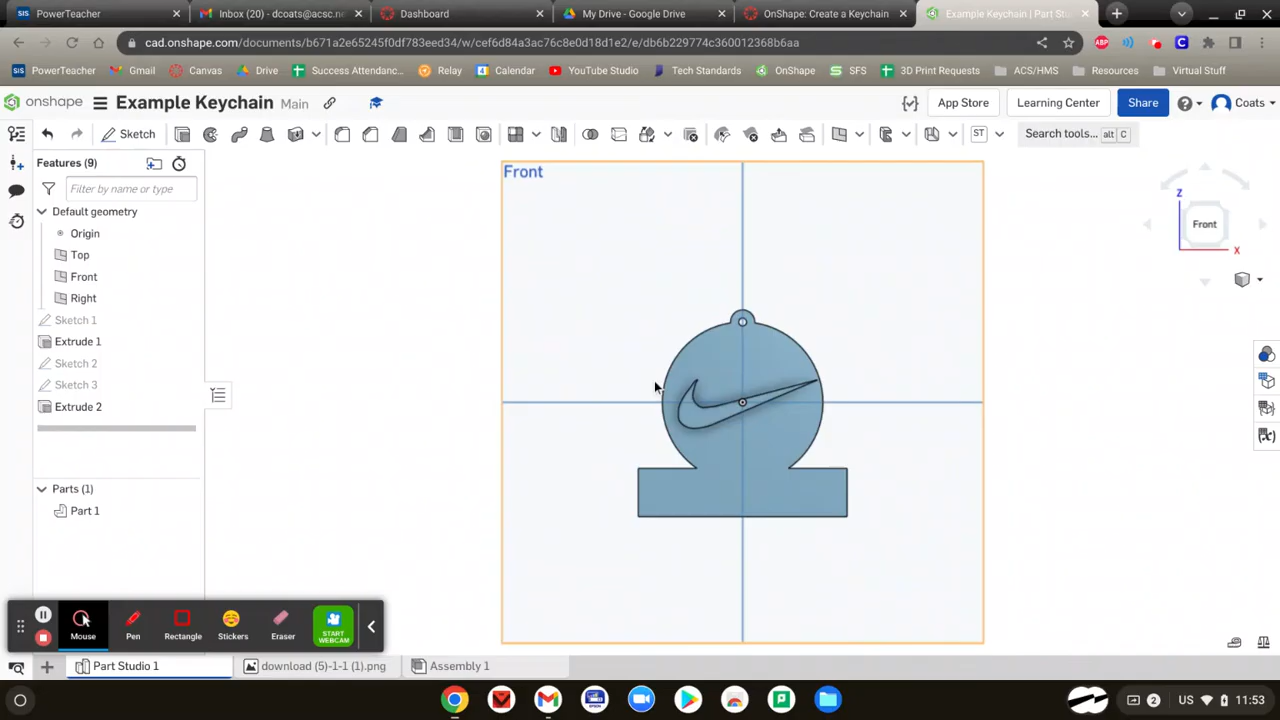 SIS PowerTeacher
Inbox (20) - dcoats@acsc.ne
Dashboard
My Drive - Google Drive
OnShape: Create a Keychain
Example Keychain | Part Stu
cad.onshape.com/documents/b671a2e65245f0df783eed34/w/cef6d84a3ac76c8e0d18d1e2/e/db6b229774c360012368b6aa
ABP
C
SIS PowerTeacher
Gmail
Canvas
Drive
Success Attendanc...
Relay
Calendar
YouTube Studio
Tech Standards
OnShape
SFS
3D Print Requests
ACS/HMS
Resources
Virtual Stuff
onshape
Example Keychain Main
App Store
Learning Center
Share
Coats
Sketch
ST
Search tools... alt C
Features (9)
Filter by name or type
Default geometry
Origin
Top
Front
Right
Sketch 1
Extrude 1
Sketch 2
Sketch 3
Extrude 2
Parts (1)
Part 1
Front
Z
Front
X
(x)
Mouse
Pen
Rectangle
Stickers
Eraser
START
WEBCAM
Part Studio 1
download (5)-1-1 (1).png
Assembly 1
2
US
11:53